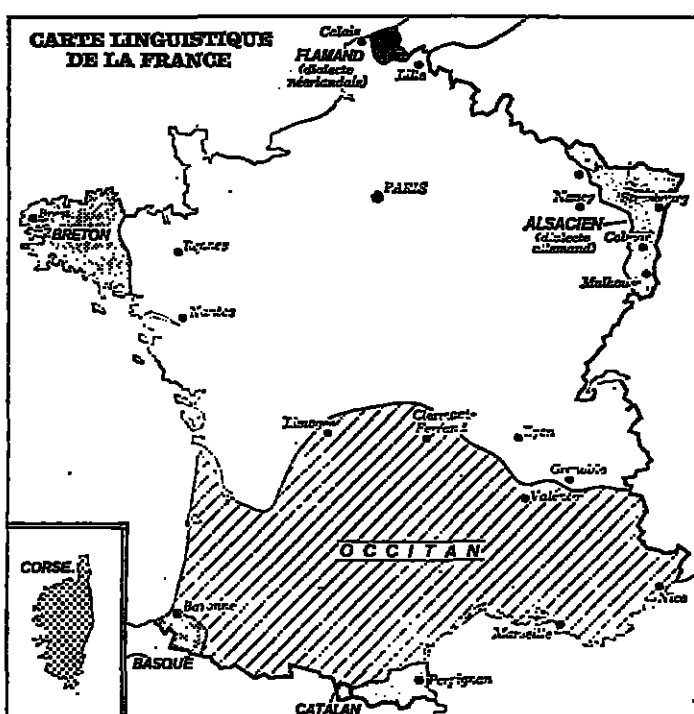 CARTE LINGUISTIQUE
DE LA FRANCE
Calais
FLAMAND
(dialecte
néerlandais)
Lille
PARIS
Nancy
Strasbourg
ALSACIEN
(dialecte
allemand)
Colmar
Mulhouse
Brest
BRETON
Rennes
Nantes
Limoges
Clermont-
Ferrand
Lyon
Grenoble
Valence
OCCITAN
CORSE
Bayonne
BASQUE
Nice
Marseille
Perpignan
CATALAN